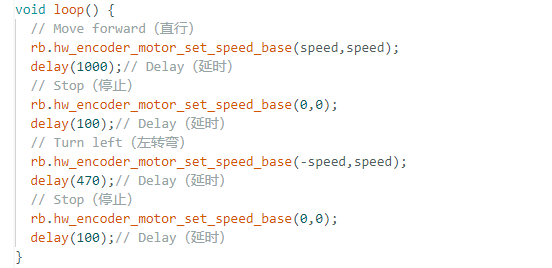 void loop() {
  // Move forward（直行）
  rb.hw_encoder_motor_set_speed_base(speed,speed);
  delay(1000);// Delay（延时）
  // Stop（停止）
  rb.hw_encoder_motor_set_speed_base(0,0);
  delay(100);// Delay（延时）
  // Turn left（左转弯）
  rb.hw_encoder_motor_set_speed_base(-speed,speed);
  delay(470);// Delay（延时）
  // Stop（停止）
  rb.hw_encoder_motor_set_speed_base(0,0);
  delay(100);// Delay（延时）
}